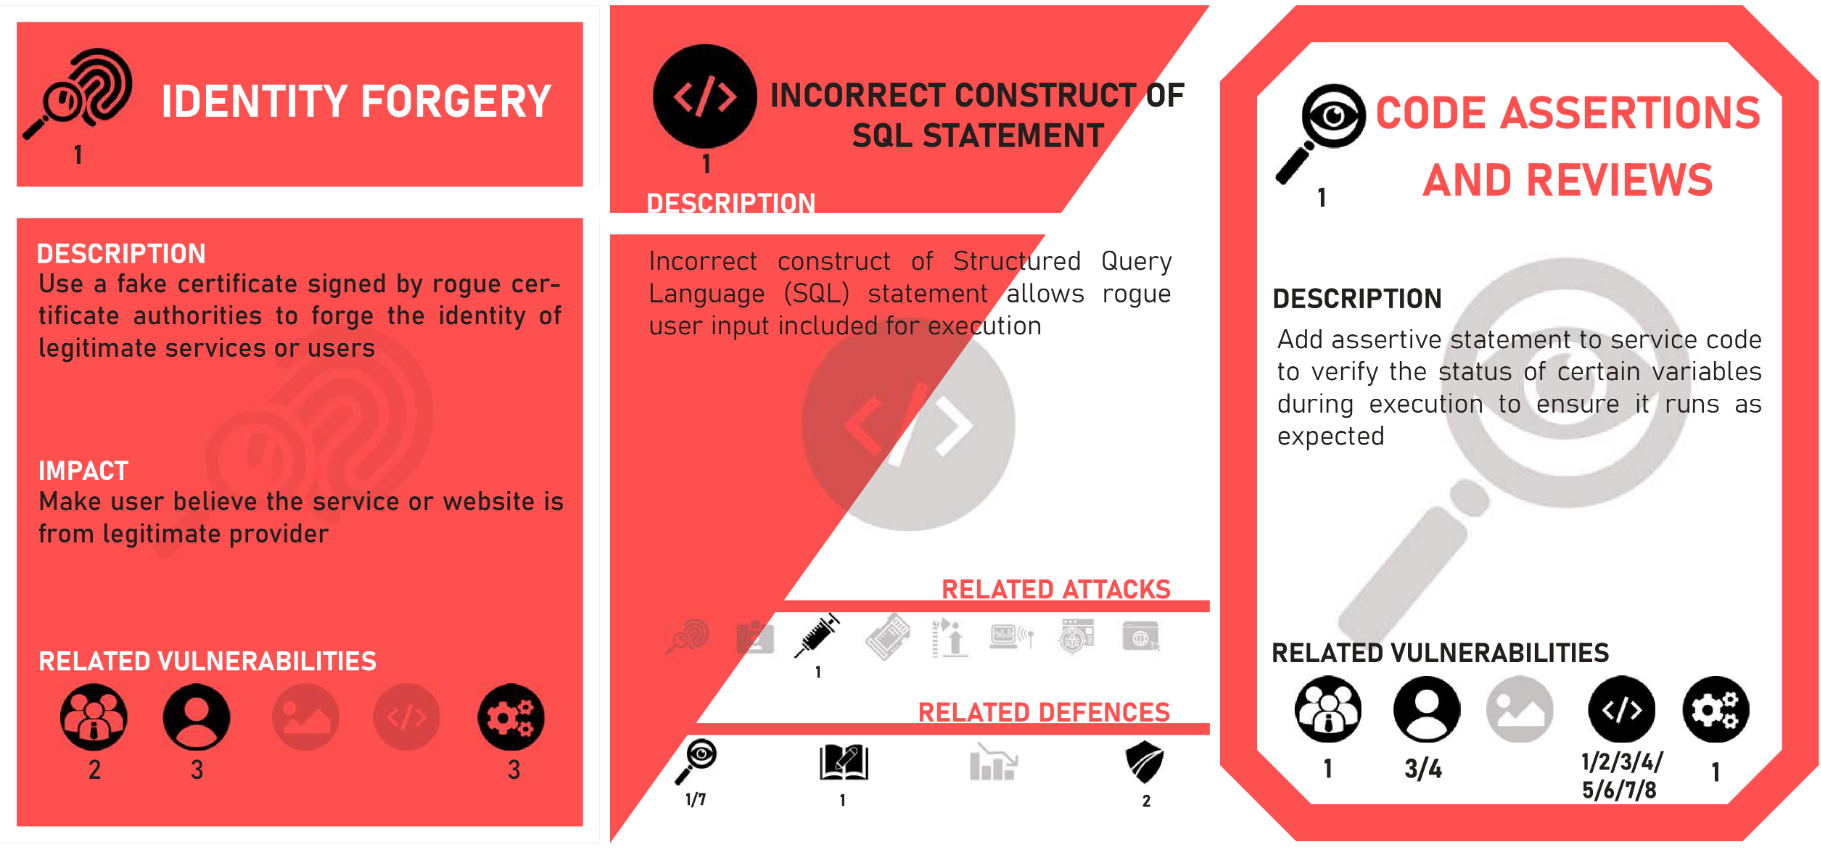 IDENTITY FORGERY
1
DESCRIPTION
Use a fake certificate signed by rogue cer-
tificate authorities to forge the identity of
legitimate services or users
IMPACT
Make user believe the service or website is
from legitimate provider
RELATED VULNERABILITIES
</>
2 3 3
</>
INCORRECT CONSTRUCT OF
SQL STATEMENT
1
DESCRIPTION
Incorrect construct of Structured Query
Language (SQL) statement allows rogue
user input included for execution
</>
RELATED ATTACKS
1
RELATED DEFENCES
1/7 1 2
CODE ASSERTIONS
AND REVIEWS
1
DESCRIPTION
Add assertive statement to service code
to verify the status of certain variables
during execution to ensure it runs as
expected
RELATED VULNERABILITIES
</>
1 3/4 1/2/3/4/ 1
5/6/7/8